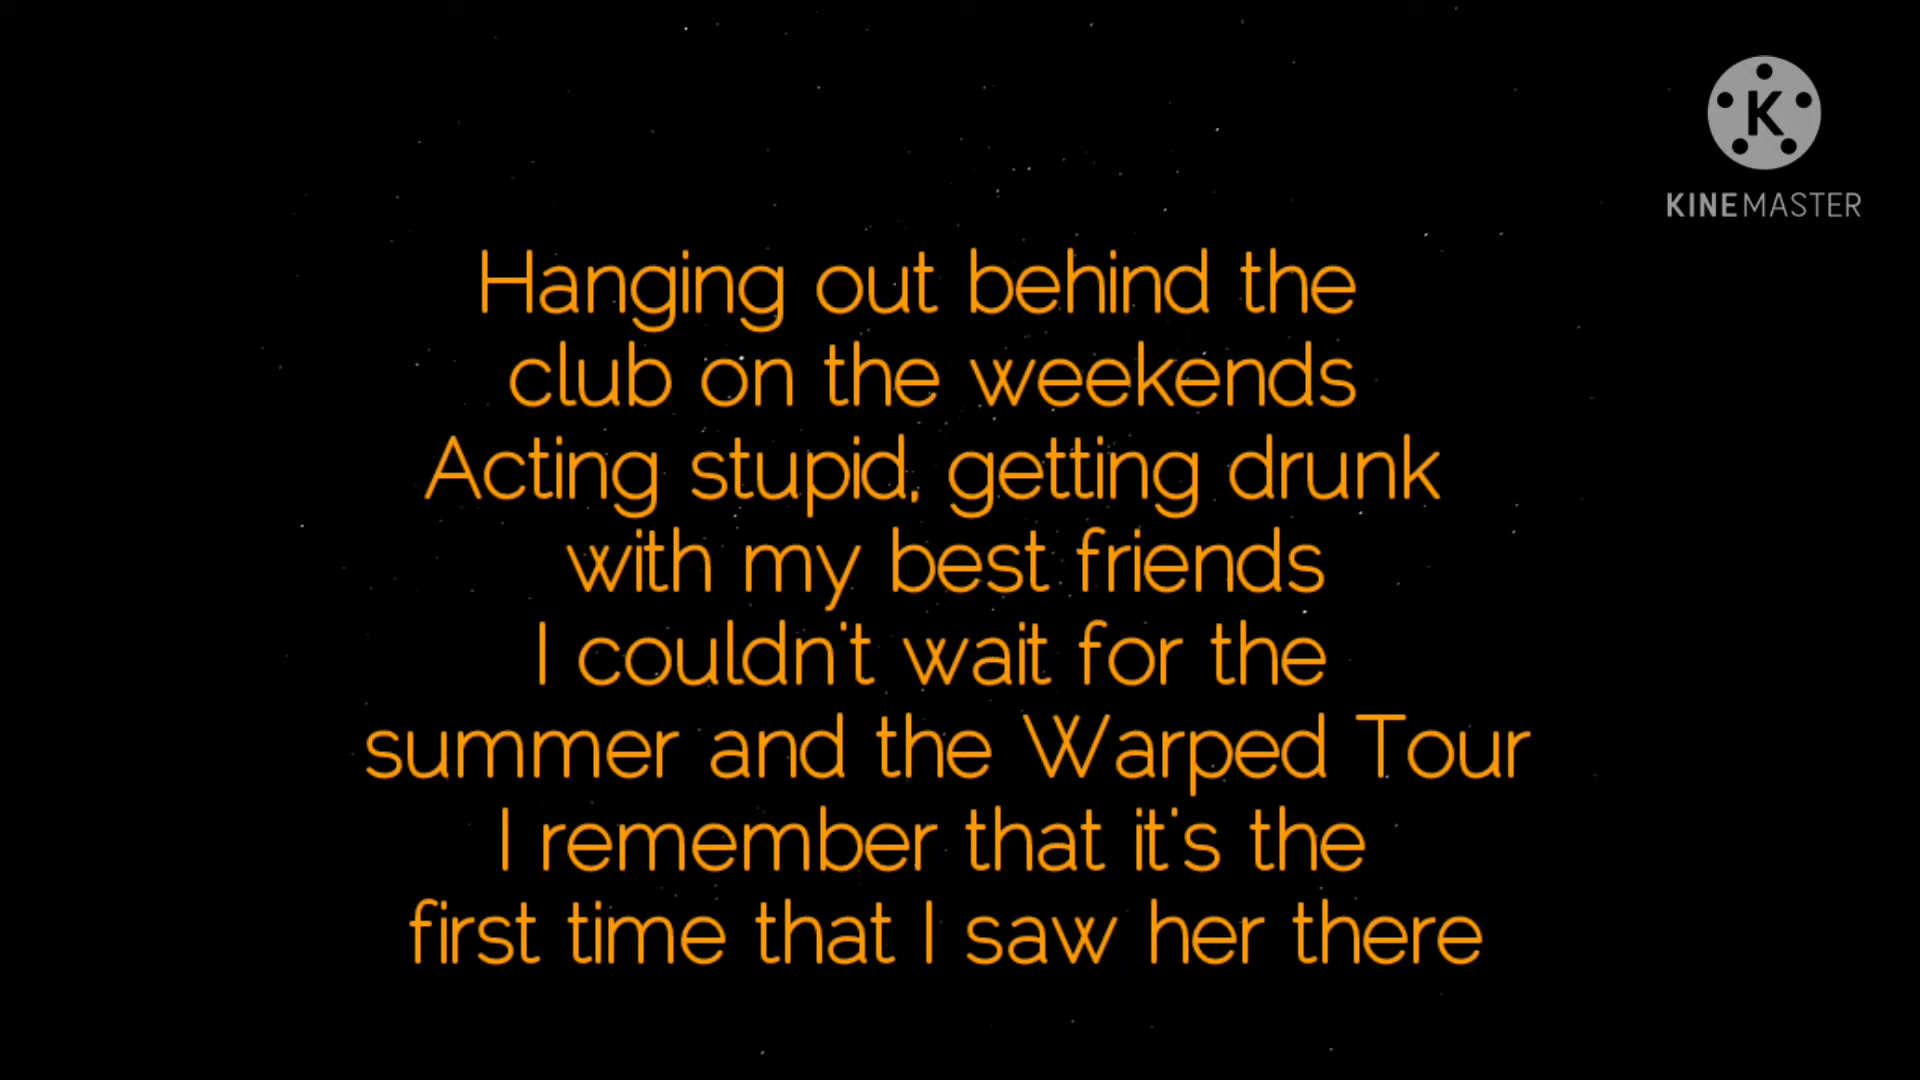 K
KINEMASTER
Hanging out behind the
club on the weekends
Acting stupid, getting drunk
with my best friends
I couldn't wait for the
summer and the Warped Tour
I remember that it's the
first time that I saw her there